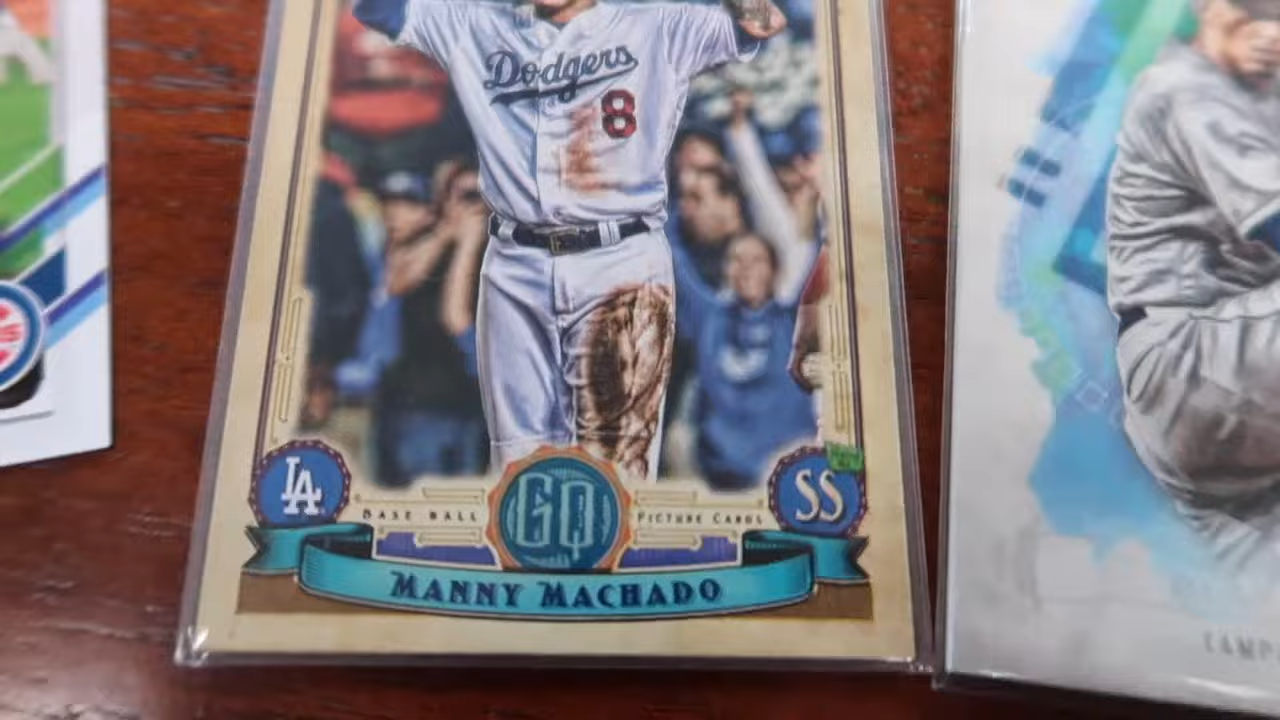 Dodgers
8
LA
SS
BASE BALL
GQ
PICTURE CARDS
MANNY MACHADO